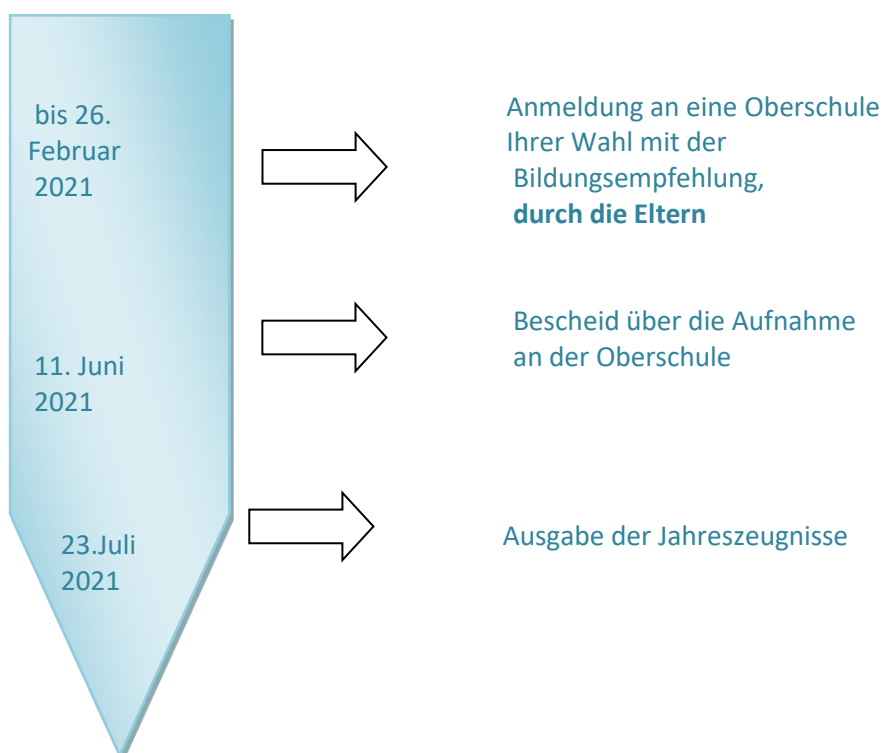 bis 26.
Februar
2021
Anmeldung an eine Oberschule
Ihrer Wahl mit der
Bildungsempfehlung,
durch die Eltern
11. Juni
2021
Bescheid über die Aufnahme
an der Oberschule
23.Juli
2021
Ausgabe der Jahreszeugnisse